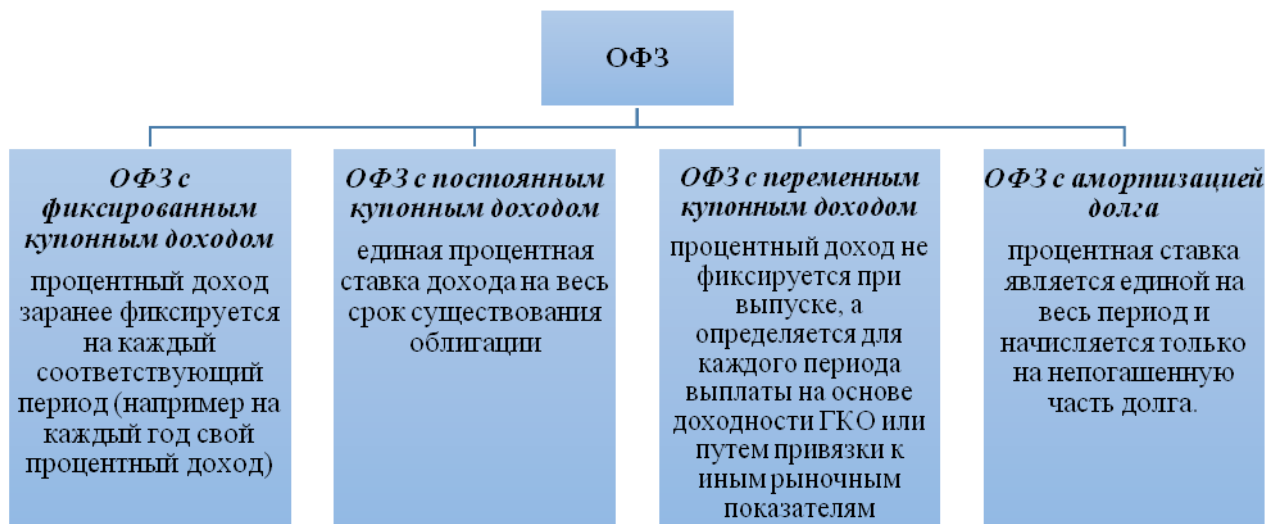 ОФЗ
ОФЗ с
фиксированным
купонным доходом
процентный доход
заранее фиксируется
на каждый
соответствующий
период (например на
каждый год свой
процентный доход)
ОФЗ с постоянным
купонным доходом
единая процентная
ставка дохода на весь
срок существования
облигации
ОФЗ с переменным
купонным доходом
процентный доход не
фиксируется при
выпуске, а
определяется для
каждого периода
выплаты на основе
доходности ГКО или
путем привязки к
иным рыночным
показателям
ОФЗ с амортизацией
долга
процентная ставка
является единой на
весь период и
начисляется только
на непогашенную
часть долга.